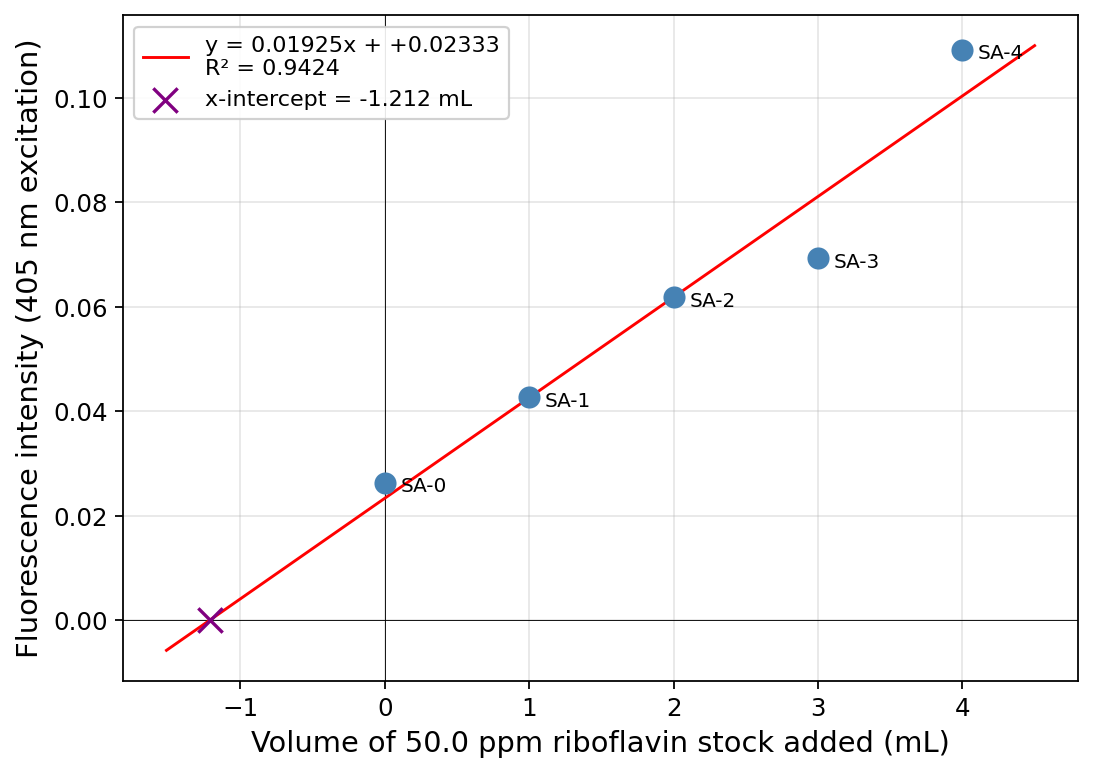 y = 0.01925x + +0.02333
R² = 0.9424
x-intercept = -1.212 mL
SA-4
SA-3
SA-2
SA-1
SA-0
0.10
0.08
0.06
0.04
0.02
0.00
Fluorescence intensity (405 nm excitation)
−1
0
1
2
3
4
Volume of 50.0 ppm riboflavin stock added (mL)